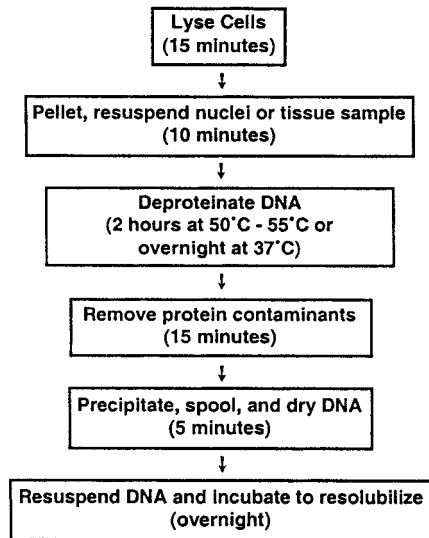 Lyse Cells
(15 minutes)
↓
Pellet, resuspend nuclei or tissue sample
(10 minutes)
↓
Deproteinate DNA
(2 hours at 50˚C - 55˚C or
overnight at 37˚C)
↓
Remove protein contaminants
(15 minutes)
↓
Precipitate, spool, and dry DNA
(5 minutes)
↓
Resuspend DNA and incubate to resolubilize
(overnight)